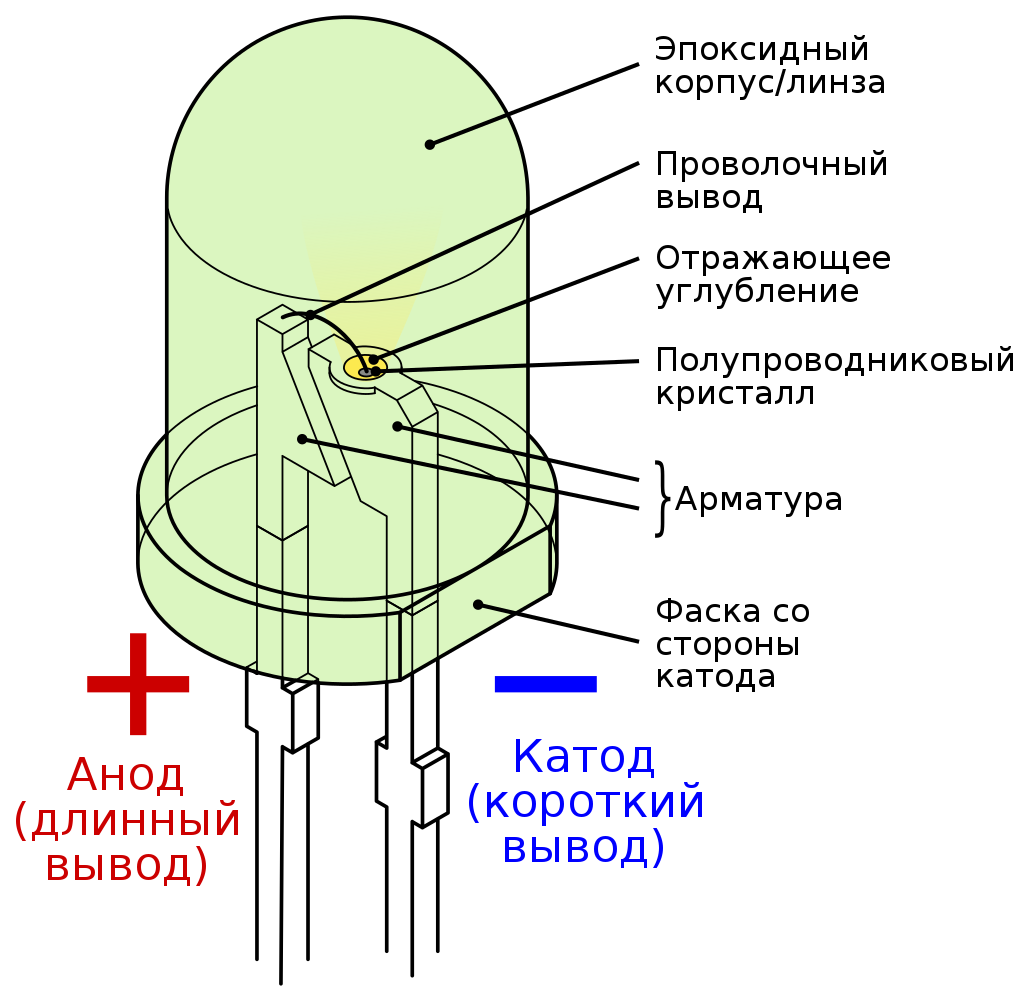 Эпоксидный
корпус/линза
Проволочный
вывод
Отражающее
углубление
Полупроводниковый
кристалл
Арматура
Фаска со
стороны
катода
+
Анод
(длинный
вывод)
−
Катод
(короткий
вывод)